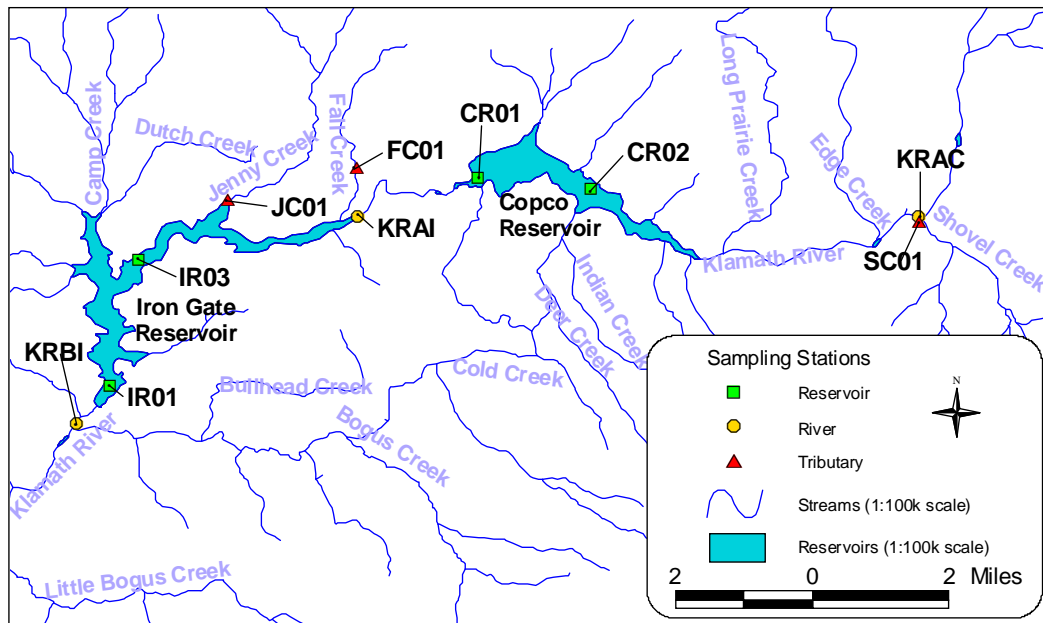 Camp Creek
Dutch Creek
Jenny Creek
Fall Creek
FC01
JC01
KRAI
CR01
CR02
Copco
Reservoir
Long Prairie Creek
Edge Creek
KRAC
Shovel Creek
SC01
Klamath River
IR03
Iron Gate
Reservoir
KRBI
IR01
Klamath River
Bullhead Creek
Bogus Creek
Cold Creek
Deer Creek
Indian Creek
Little Bogus Creek
Sampling Stations
Reservoir
River
Tributary
Streams (1:100k scale)
Reservoirs (1:100k scale)
N
2 0 2 Miles